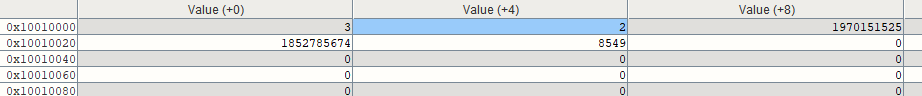 Value (+0) Value (+4) Value (+8)
0x10010000 3 2 1970151525
0x10010020 1852785674 8549 0
0x10010040 0 0 0
0x10010060 0 0 0
0x10010080 0 0 0